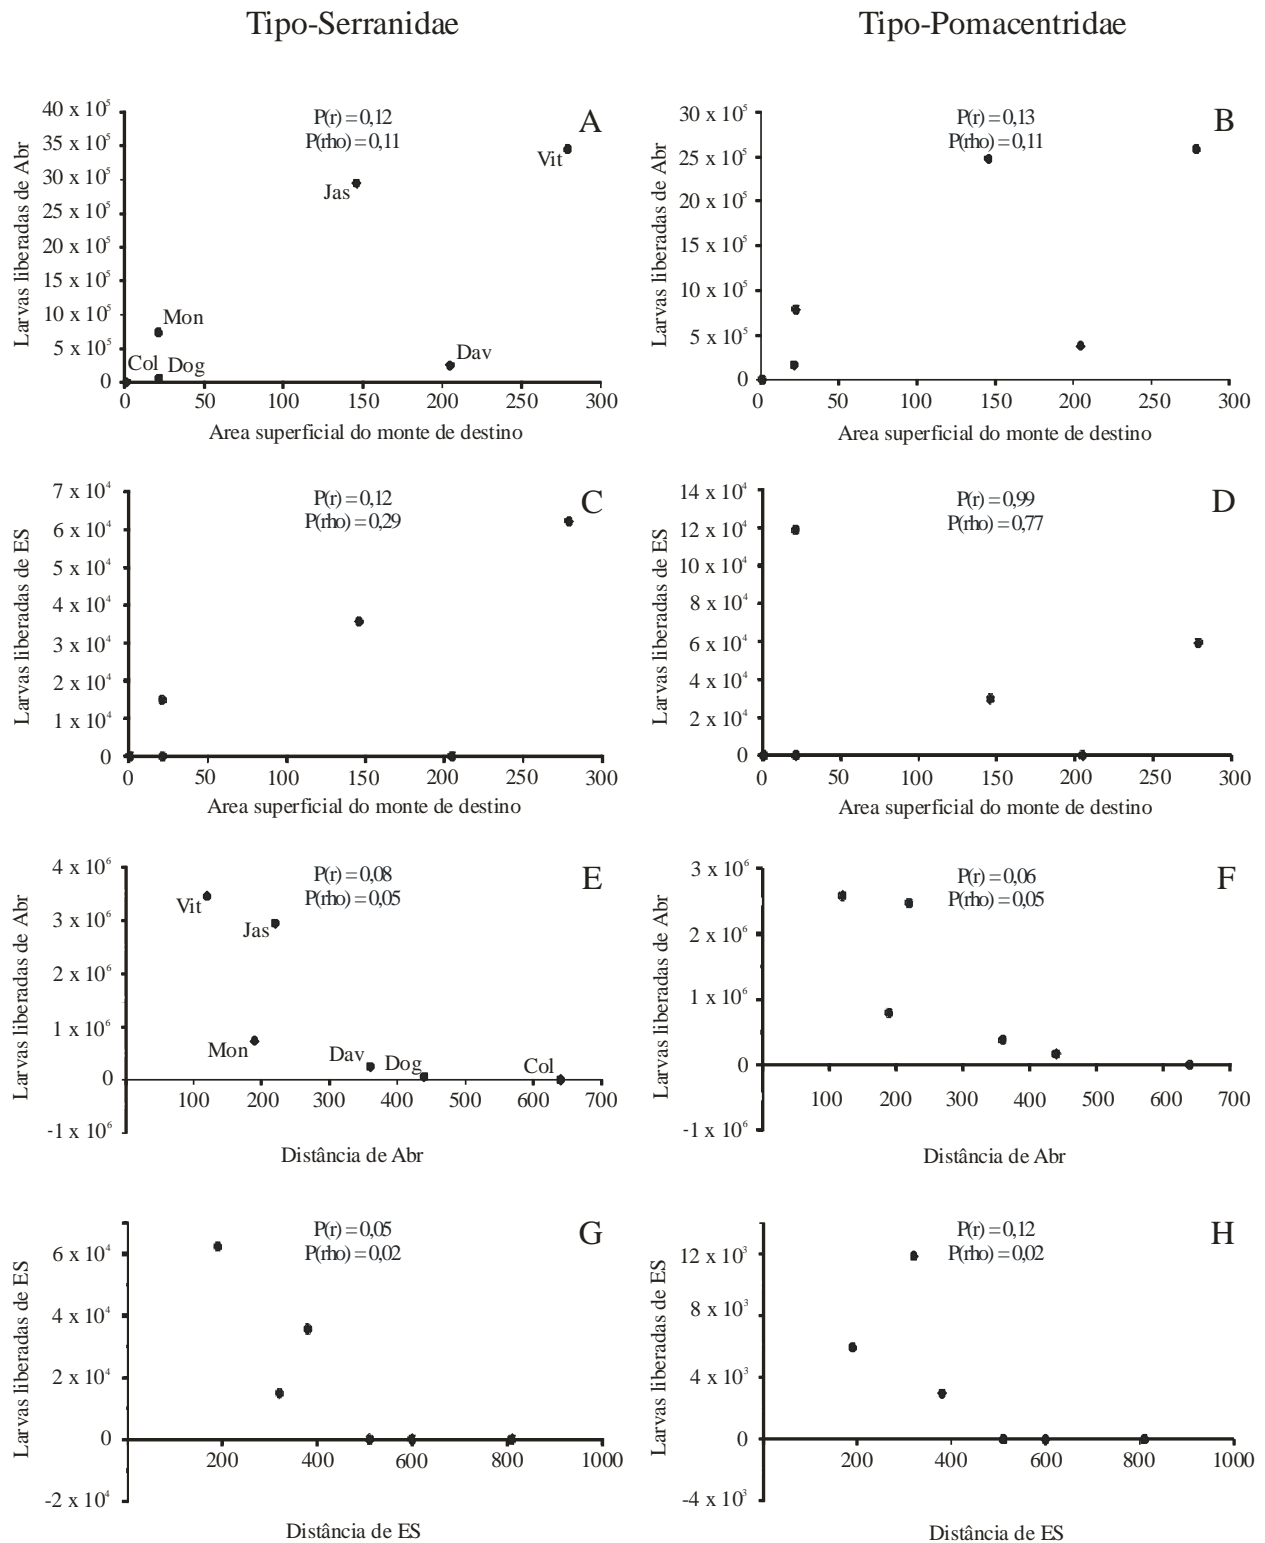 Tipo-Serranidae
Tipo-Pomacentridae
A
P(r) = 0,12
P(rho) = 0,11
Larvas liberadas de Abr
40 x 10⁵
35 x 10⁵
30 x 10⁵
25 x 10⁵
20 x 10⁵
15 x 10⁵
10 x 10⁵
5 x 10⁵
0
Vit
Jas
Mon
Col
Dog
Dav
0 50 100 150 200 250 300
Area superficial do monte de destino
B
P(r) = 0,13
P(rho) = 0,11
Larvas liberadas de Abr
30 x 10⁵
25 x 10⁵
20 x 10⁵
15 x 10⁵
10 x 10⁵
5 x 10⁵
0
0 50 100 150 200 250 300
Area superficial do monte de destino
C
P(r) = 0,12
P(rho) = 0,29
Larvas liberadas de ES
7 x 10⁴
6 x 10⁴
5 x 10⁴
4 x 10⁴
3 x 10⁴
2 x 10⁴
1 x 10⁴
0
0 50 100 150 200 250 300
Area superficial do monte de destino
D
P(r) = 0,99
P(rho) = 0,77
Larvas liberadas de ES
14 x 10⁴
12 x 10⁴
10 x 10⁴
8 x 10⁴
6 x 10⁴
4 x 10⁴
2 x 10⁴
0
0 50 100 150 200 250 300
Area superficial do monte de destino
E
P(r) = 0,08
P(rho) = 0,05
Larvas liberadas de Abr
4 x 10⁶
3 x 10⁶
2 x 10⁶
1 x 10⁶
0
-1 x 10⁶
Vit
Jas
Mon
Dav
Dog
Col
100 200 300 400 500 600 700
Distância de Abr
F
P(r) = 0,06
P(rho) = 0,05
Larvas liberadas de Abr
3 x 10⁶
2 x 10⁶
1 x 10⁶
0
-1 x 10⁶
100 200 300 400 500 600 700
Distância de Abr
G
P(r) = 0,05
P(rho) = 0,02
Larvas liberadas de ES
6 x 10⁴
4 x 10⁴
2 x 10⁴
0
-2 x 10⁴
200 400 600 800 1000
Distância de ES
H
P(r) = 0,12
P(rho) = 0,02
Larvas liberadas de ES
12 x 10³
8 x 10³
4 x 10³
0
-4 x 10³
200 400 600 800 1000
Distância de ES